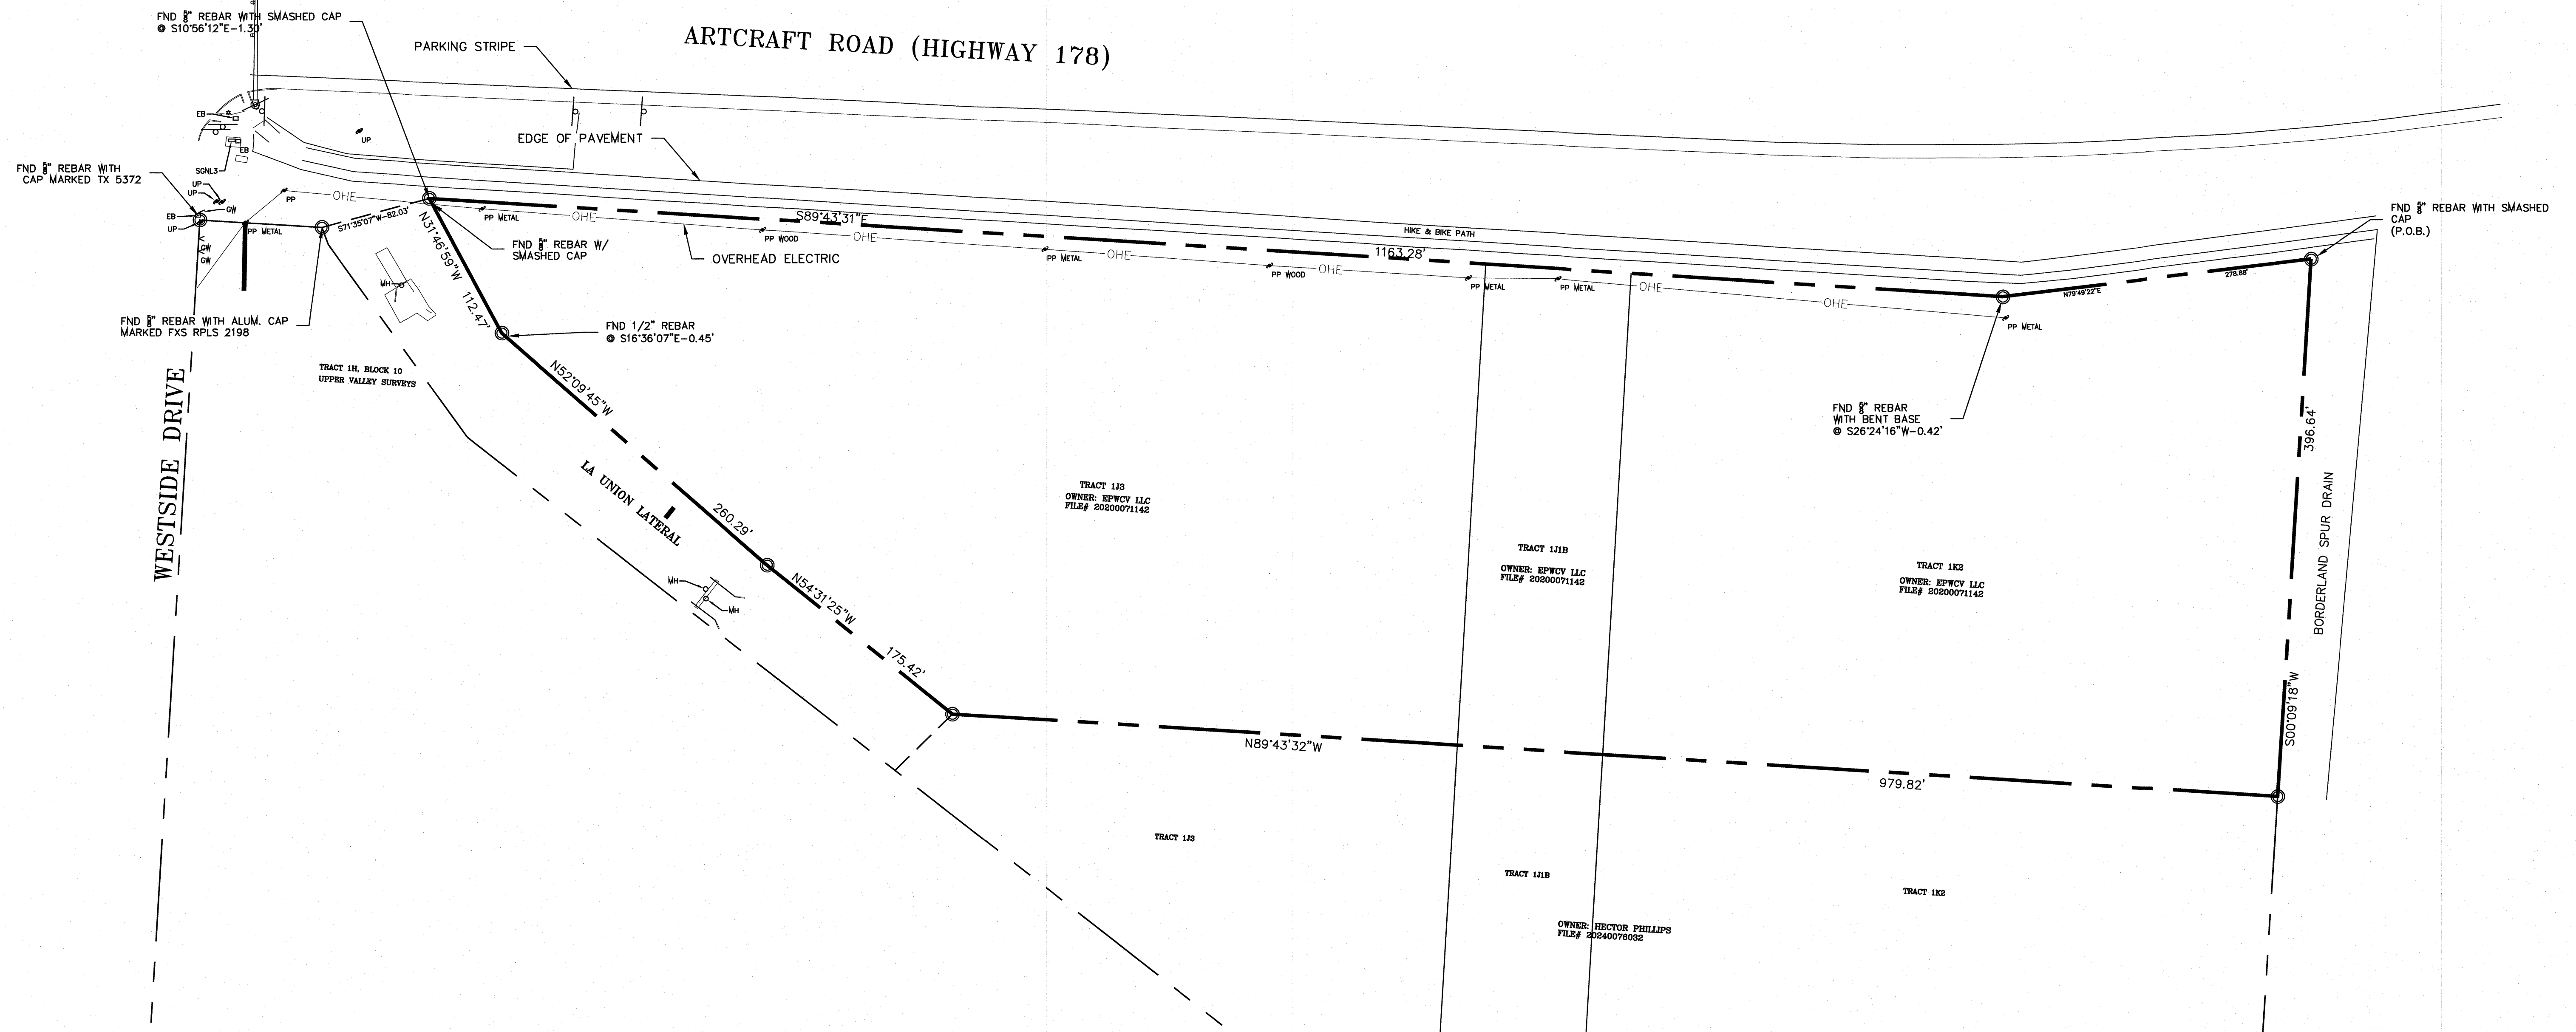 FND 5/8" REBAR WITH SMASHED CAP
@ S10°56'12"E-1.30'
PARKING STRIPE
ARTCRAFT ROAD (HIGHWAY 178)
EB
UP
EDGE OF PAVEMENT
EB
SGNL3
FND 5/8" REBAR WITH
CAP MARKED TX 5372
UP
UP
PP
OHE
GW
EB
UP
PP METAL
S71°35'07"W-82.03'
GW
GW
N31°46'59"W
112.47'
PP METAL
OHE
S89°43'31"E
PP WOOD
OHE
FND 5/8" REBAR W/
SMASHED CAP
OVERHEAD ELECTRIC
HIKE & BIKE PATH
PP METAL
OHE
1163.28'
PP WOOD
OHE
PP METAL
PP METAL
OHE
OHE
PP METAL
N79°49'22"E
278.88'
FND 5/8" REBAR WITH SMASHED
CAP
(P.O.B.)
MH
FND 5/8" REBAR WITH ALUM. CAP
MARKED FXS RPLS 2198
FND 1/2" REBAR
@ S16°36'07"E-0.45'
TRACT 1H, BLOCK 10
UPPER VALLEY SURVEYS
N52°09'45"W
FND 5/8" REBAR
WITH BENT BASE
@ S26°24'16"W-0.42'
396.64'
WESTSIDE DRIVE
LA UNION LATERAL
260.29'
TRACT 1J3
OWNER: EPWCV LLC
FILE# 20200071142
TRACT 1J1B
OWNER: EPWCV LLC
FILE# 20200071142
TRACT 1K2
OWNER: EPWCV LLC
FILE# 20200071142
BORDERLAND SPUR DRAIN
MH
MH
N54°31'25"W
175.42'
S00°09'18"W
N89°43'32"W
979.82'
TRACT 1J3
TRACT 1J1B
TRACT 1K2
OWNER: HECTOR PHILLIPS
FILE# 20240076032